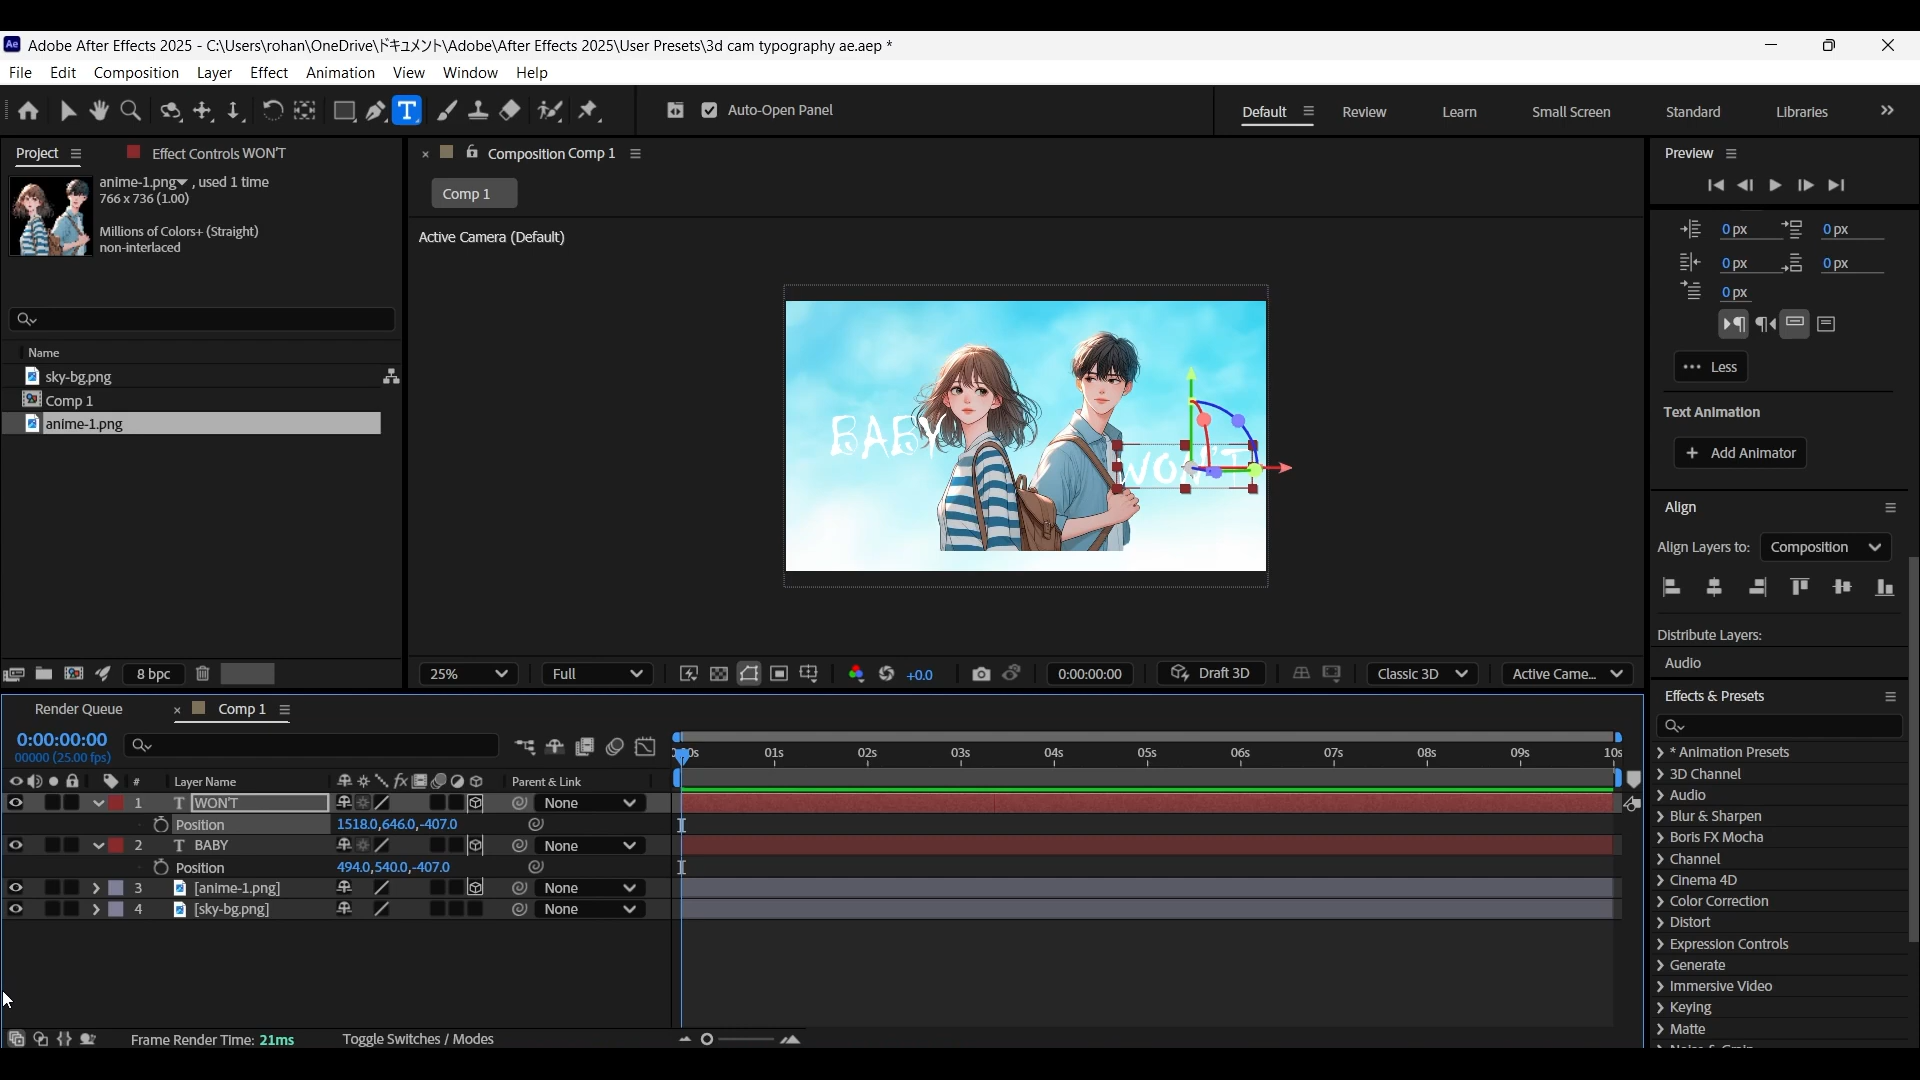 Adobe After Effects 2025 - C:\Users\rohan\OneDrive\ドキュメント\Adobe\After Effects 2025\User Presets\3d cam typography ae.aep *
File Edit Composition Layer Effect Animation View Window Help
T Auto-Open Panel Default Review Learn Small Screen Standard Libraries
Project Effect Controls WON'T
anime-1.png , used 1 time
766 x 736 (1.00)
Millions of Colors+ (Straight)
non-interlaced
Name
sky-bg.png
Comp 1
anime-1.png
8 bpc
Composition Comp 1
Comp 1
Active Camera (Default)
BABY
WON'T
25% Full +0.0 0:00:00:00 Draft 3D Classic 3D Active Came...
Preview
0 px 0 px
0 px 0 px
0 px
Less
Text Animation
Add Animator
Align
Align Layers to: Composition
Distribute Layers:
Audio
Effects & Presets
* Animation Presets
3D Channel
Audio
Blur & Sharpen
Boris FX Mocha
Channel
Cinema 4D
Color Correction
Distort
Expression Controls
Generate
Immersive Video
Keying
Matte
Noise & Grain
Render Queue Comp 1
0:00:00:00
00000 (25.00 fps)
01s 02s 03s 04s 05s 06s 07s 08s 09s 10s
# Layer Name fx Parent & Link
1 T WON'T None
Position 1518.0,646.0,-407.0
2 T BABY None
Position 494.0,540.0,-407.0
3 [anime-1.png] None
4 [sky-bg.png] None
Frame Render Time: 21ms Toggle Switches / Modes